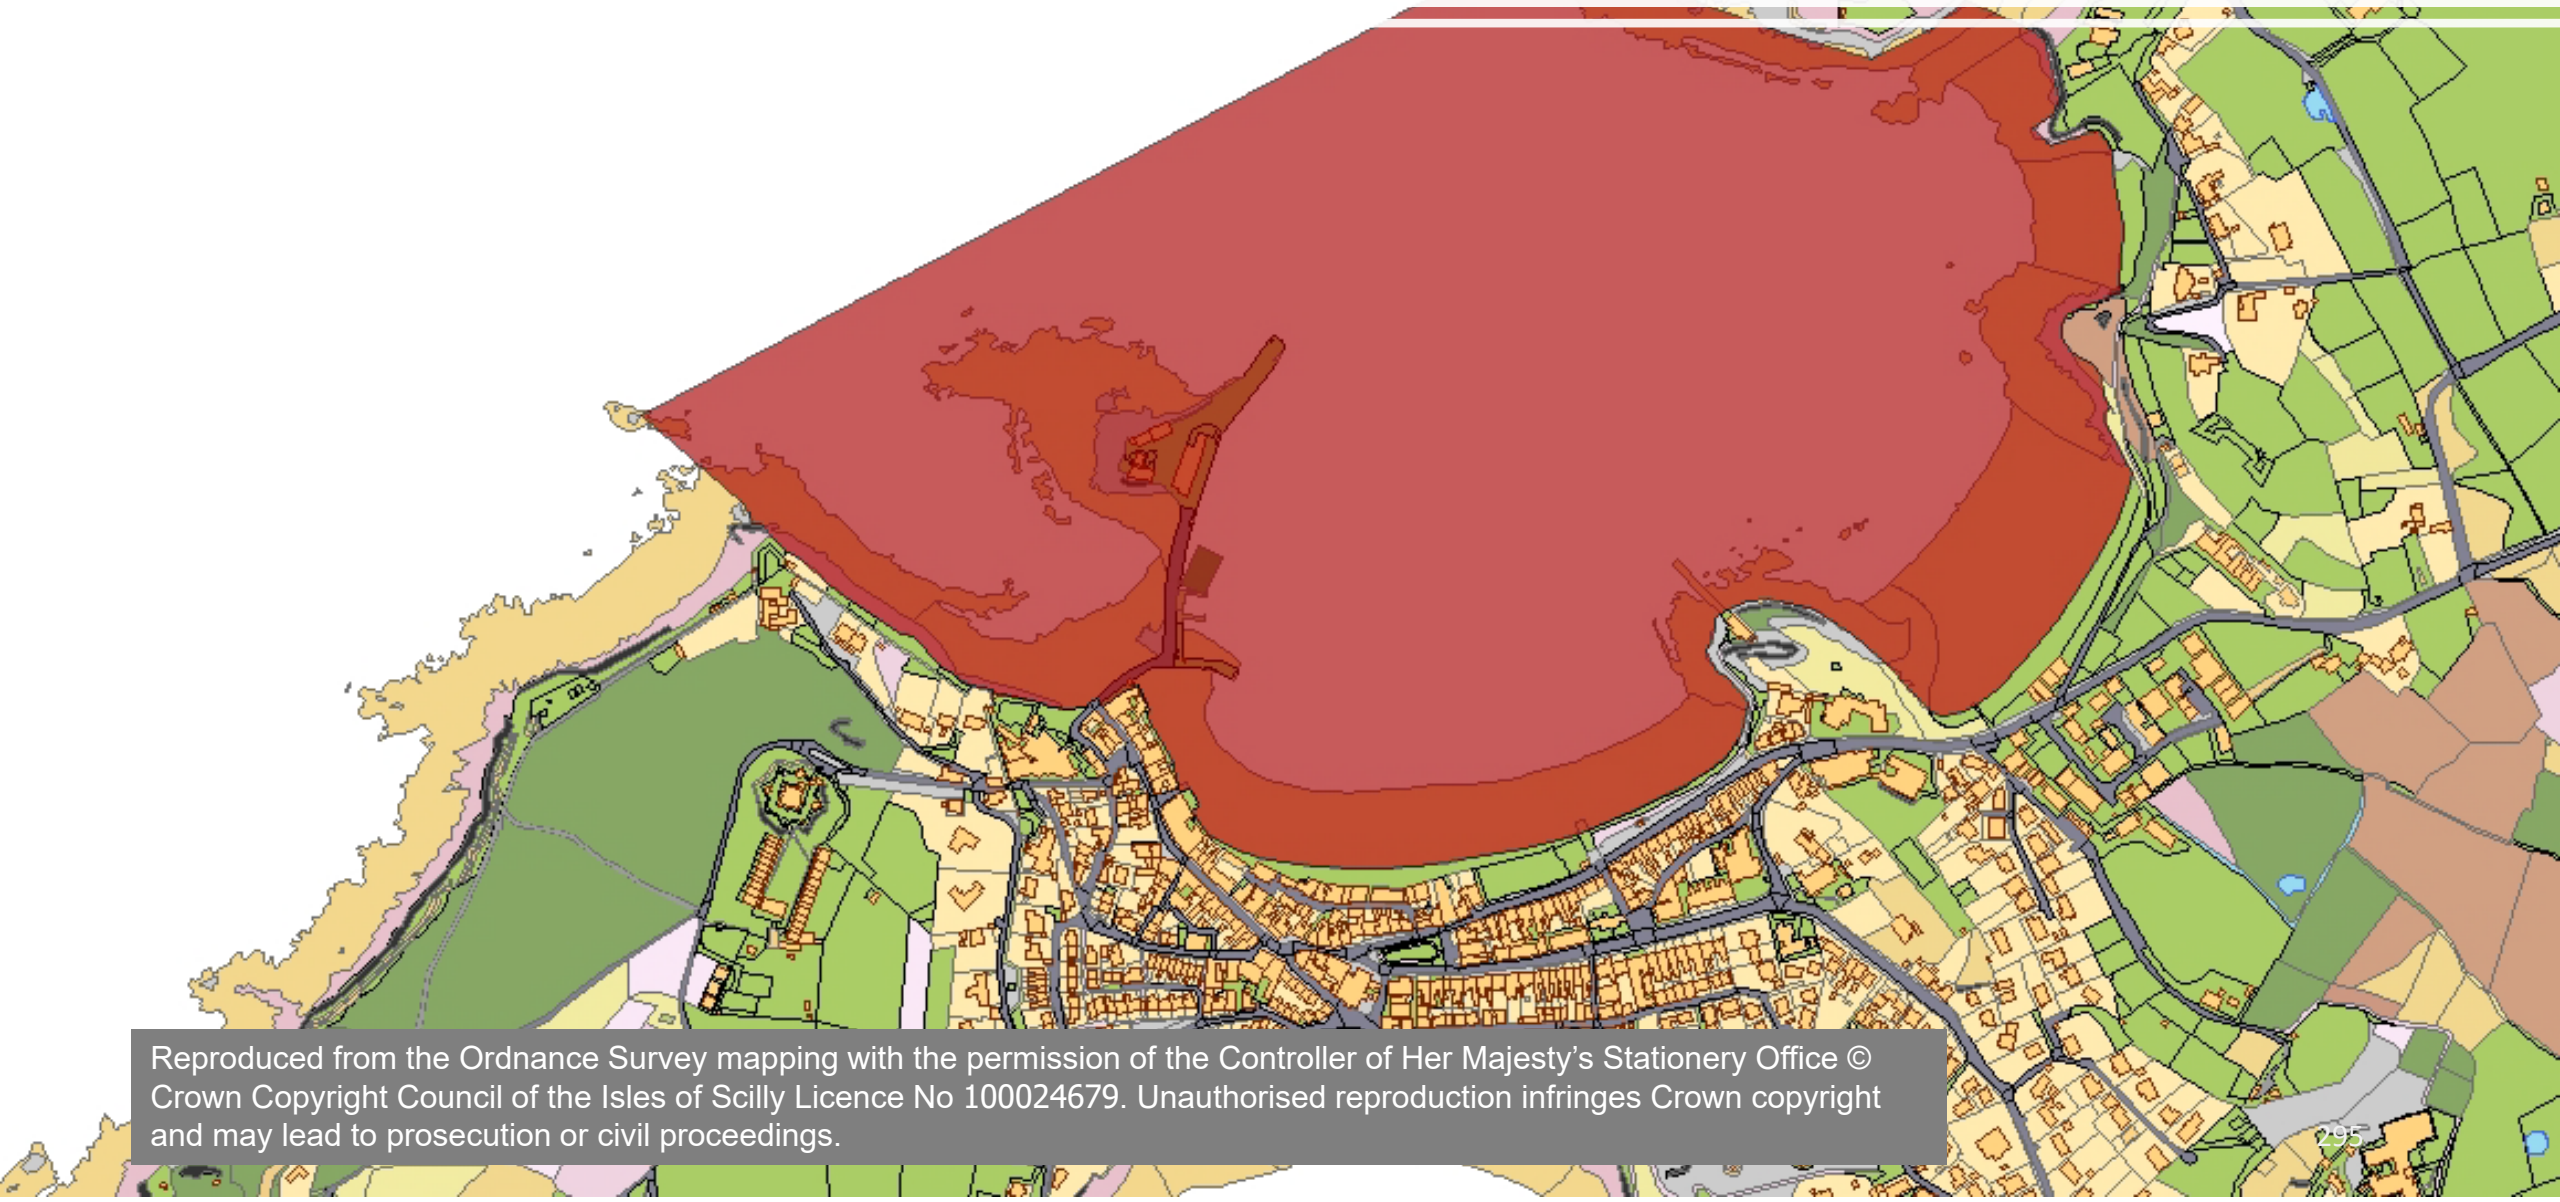 Reproduced from the Ordnance Survey mapping with the permission of the Controller of Her Majesty’s Stationery Office ©
Crown Copyright Council of the Isles of Scilly Licence No 100024679. Unauthorised reproduction infringes Crown copyright
and may lead to prosecution or civil proceedings.
295